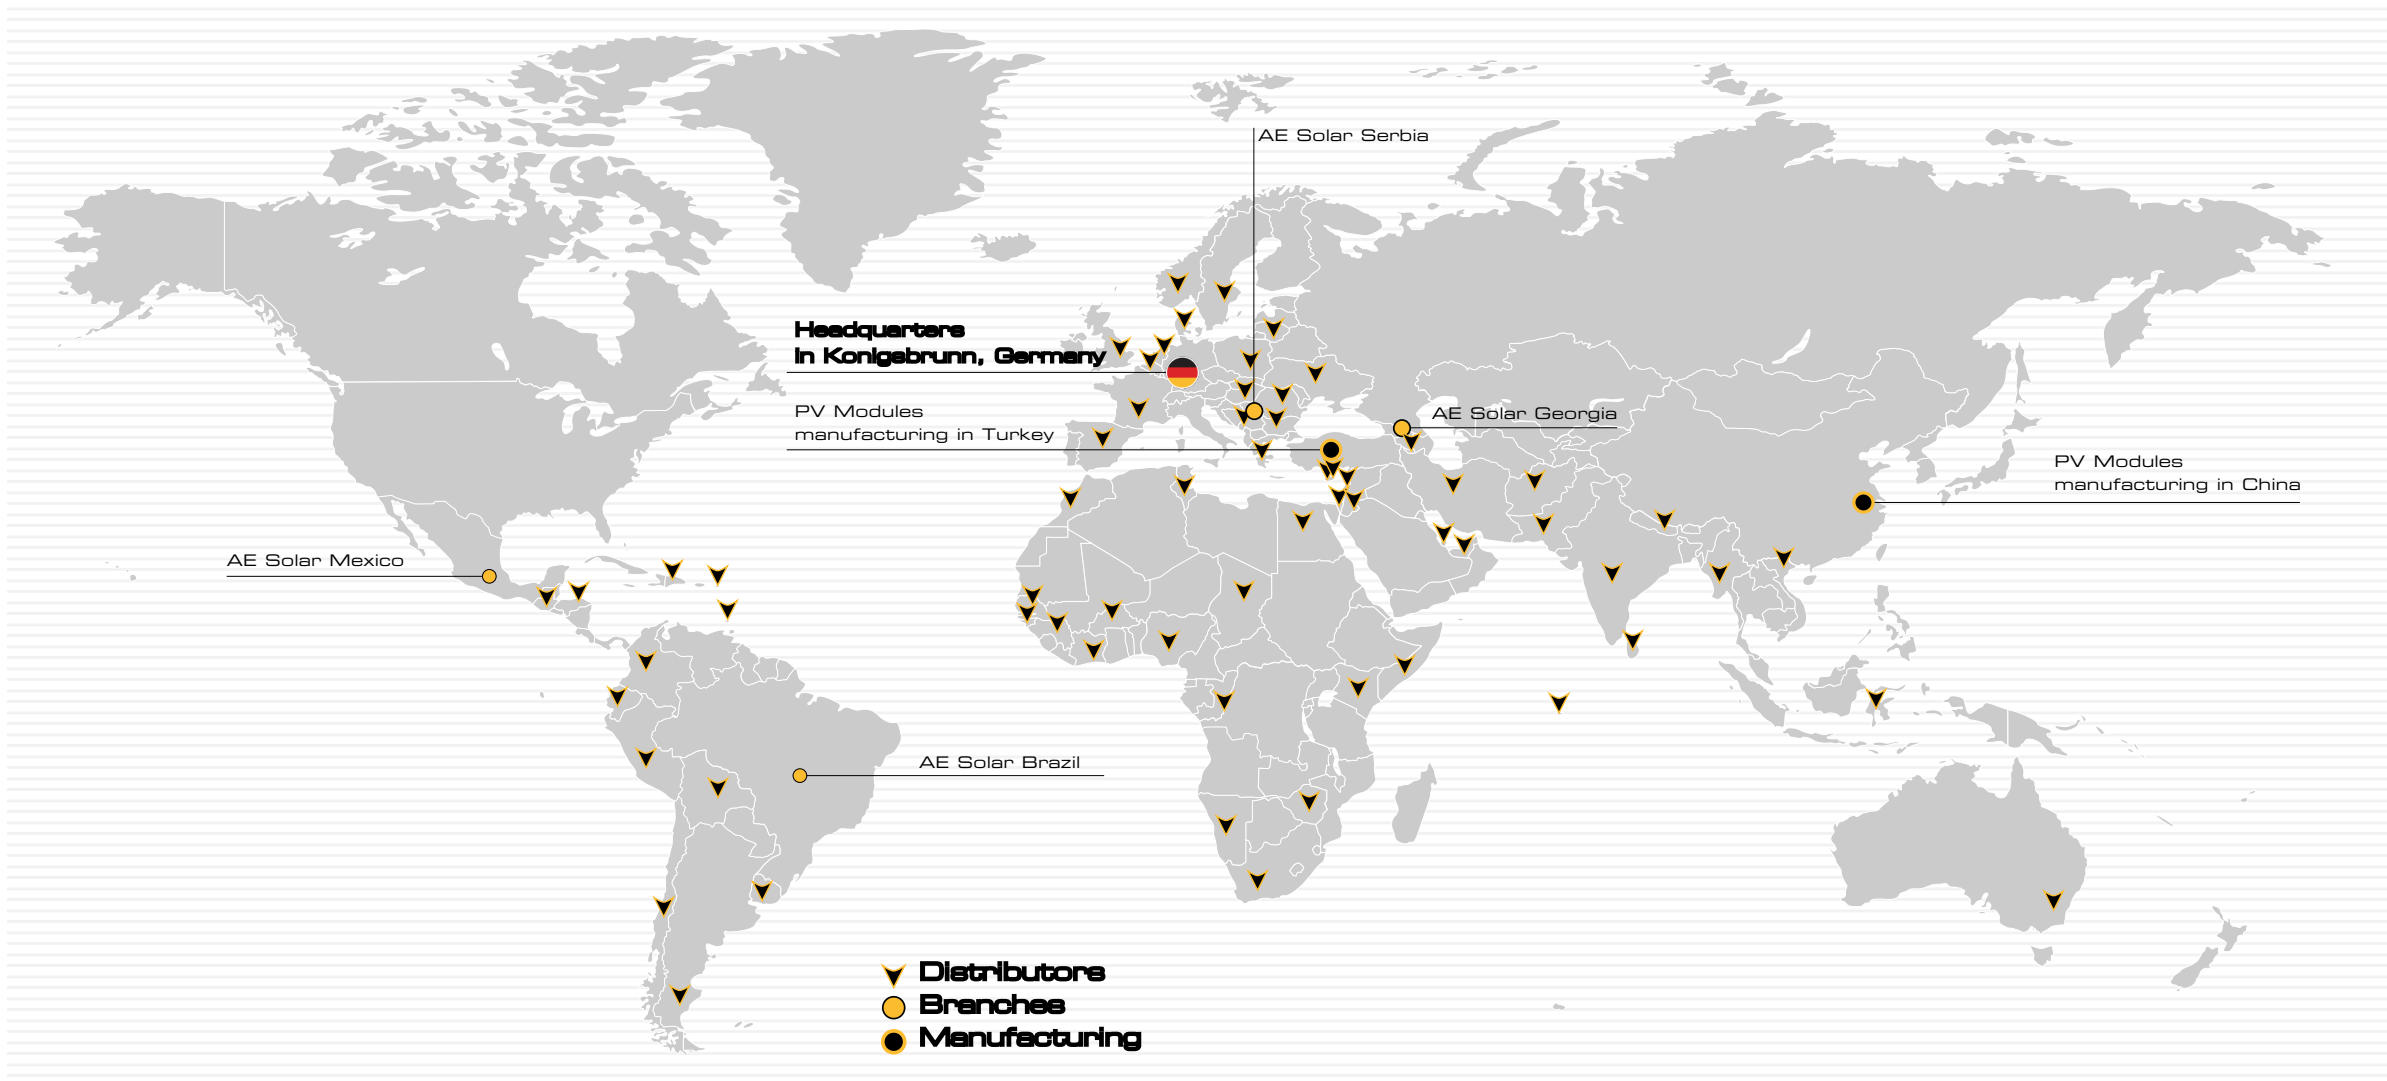 AE Solar Serbia
Headquarters
in Konigsbrunn, Germany
PV Modules
manufacturing in Turkey
AE Solar Georgia
PV Modules
manufacturing in China
AE Solar Mexico
AE Solar Brazil
Distributors
Branches
Manufacturing